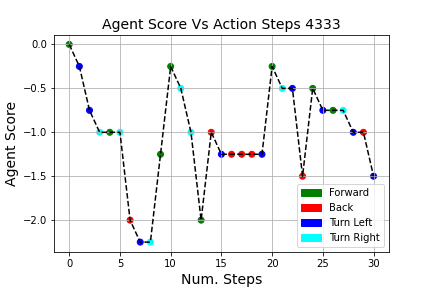 Agent Score Vs Action Steps 4333
Agent Score
0.0
−0.5
−1.0
−1.5
−2.0
Forward
Back
Turn Left
Turn Right
0 5 10 15 20 25 30
Num. Steps